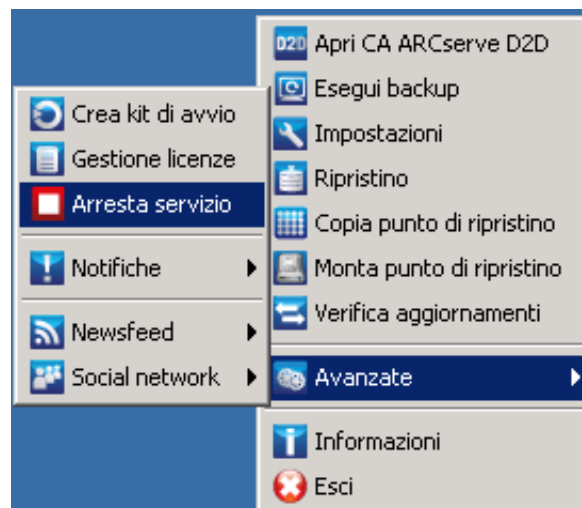 D2D Apri CA ARCserve D2D
Esegui backup
Impostazioni
Ripristino
Copia punto di ripristino
Monta punto di ripristino
Verifica aggiornamenti
Avanzate
Informazioni
Esci
Crea kit di avvio
Gestione licenze
Arresta servizio
Notifiche
Newsfeed
Social network